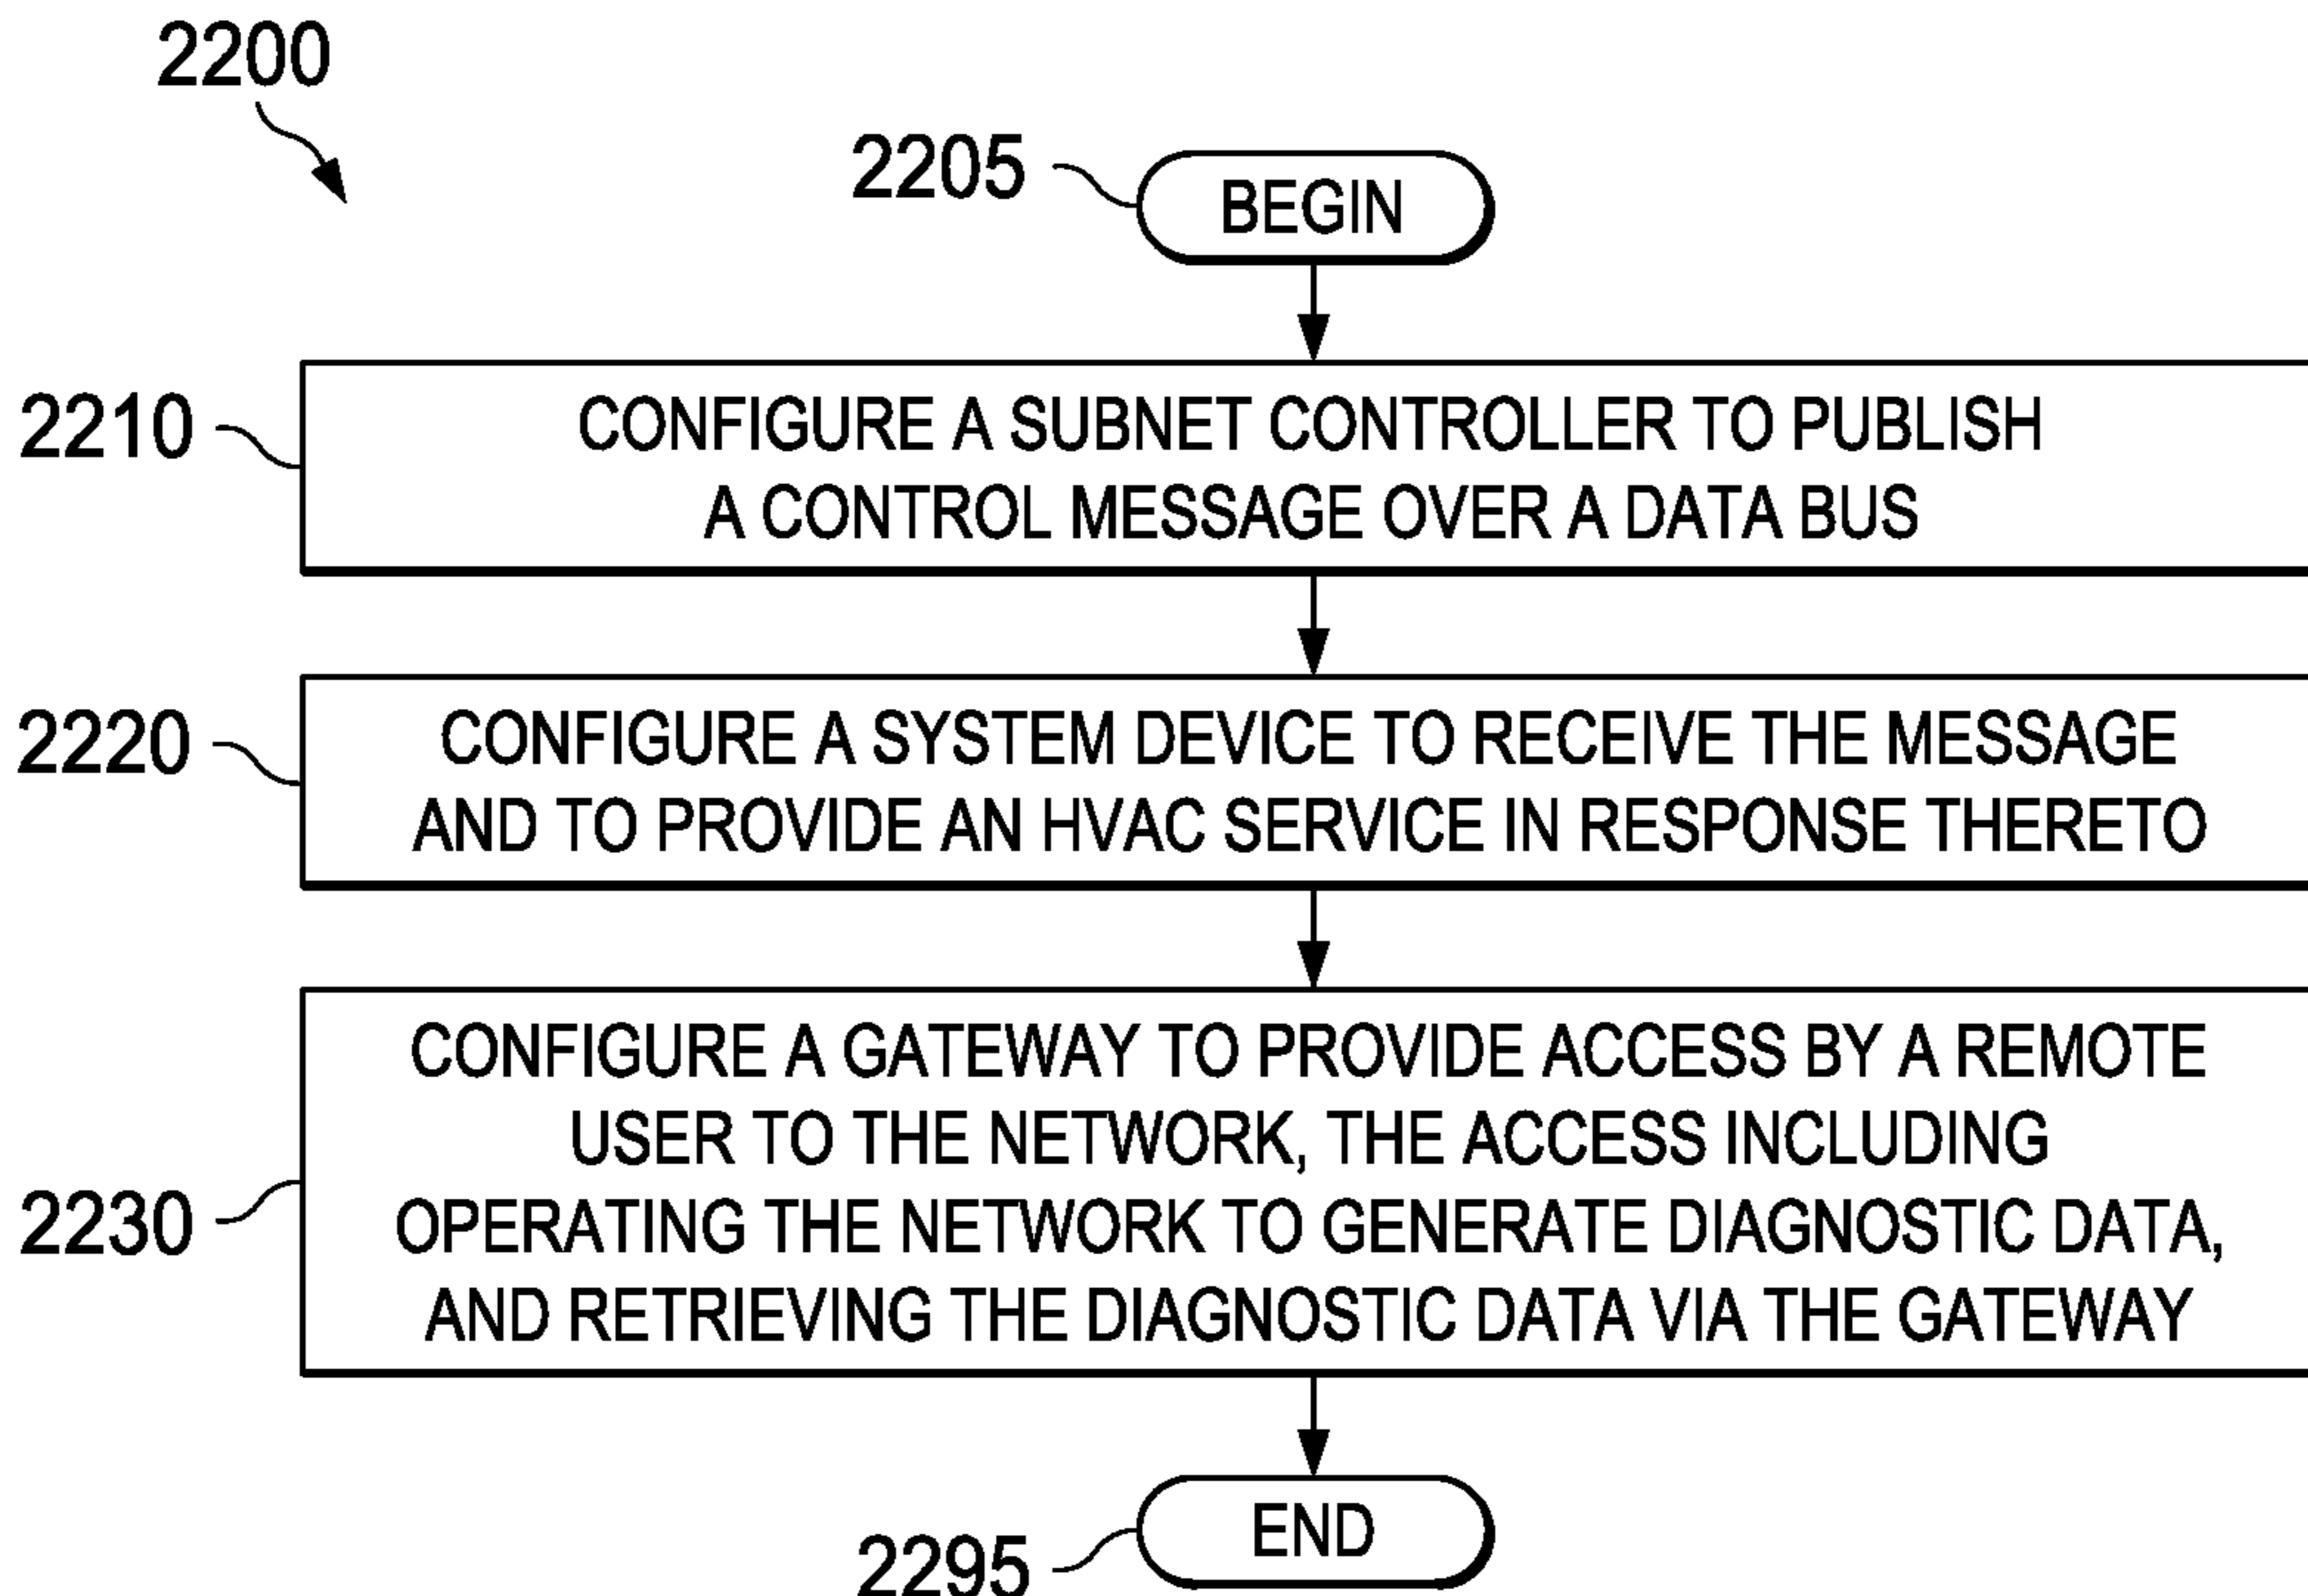 2200
2205
BEGIN
2210
CONFIGURE A SUBNET CONTROLLER TO PUBLISH
A CONTROL MESSAGE OVER A DATA BUS
2220
CONFIGURE A SYSTEM DEVICE TO RECEIVE THE MESSAGE
AND TO PROVIDE AN HVAC SERVICE IN RESPONSE THERETO
2230
CONFIGURE A GATEWAY TO PROVIDE ACCESS BY A REMOTE
USER TO THE NETWORK, THE ACCESS INCLUDING
OPERATING THE NETWORK TO GENERATE DIAGNOSTIC DATA,
AND RETRIEVING THE DIAGNOSTIC DATA VIA THE GATEWAY
2295
END